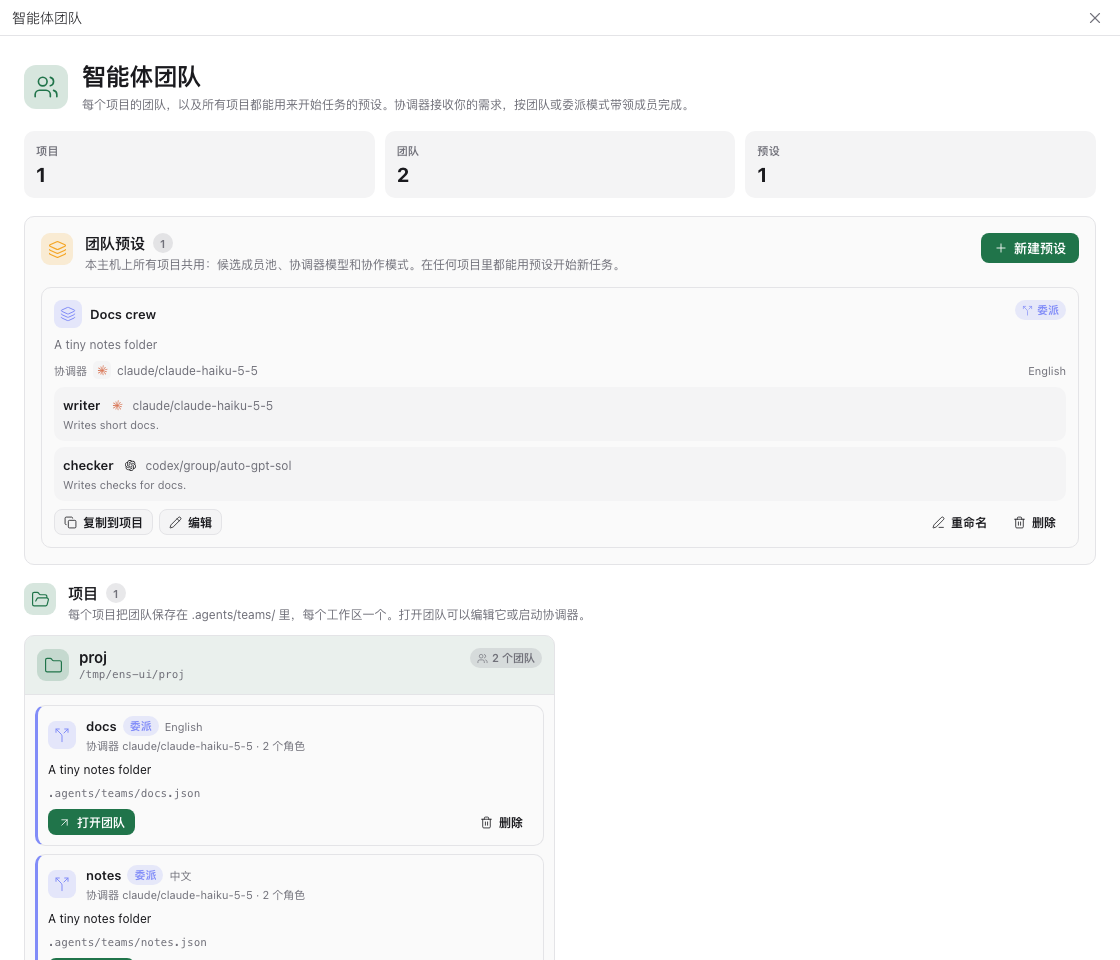 智能体团队
智能体团队
每个项目的团队，以及所有项目都能用来开始任务的预设。协调器接收你的需求，按团队或委派模式带领成员完成。
项目
1
团队
2
预设
1
团队预设 1
新建预设
本主机上所有项目共用：候选成员池、协调器模型和协作模式。在任何项目里都能用预设开始新任务。
Docs crew
委派
A tiny notes folder
协调器 claude/claude-haiku-5-5
English
writer claude/claude-haiku-5-5
Writes short docs.
checker codex/group/auto-gpt-sol
Writes checks for docs.
复制到项目 编辑 重命名 删除
项目 1
每个项目把团队保存在 .agents/teams/ 里，每个工作区一个。打开团队可以编辑它或启动协调器。
proj
2 个团队
/tmp/ens-ui/proj
docs 委派 English
协调器 claude/claude-haiku-5-5 · 2 个角色
A tiny notes folder
.agents/teams/docs.json
打开团队 删除
notes 委派 中文
协调器 claude/claude-haiku-5-5 · 2 个角色
A tiny notes folder
.agents/teams/notes.json